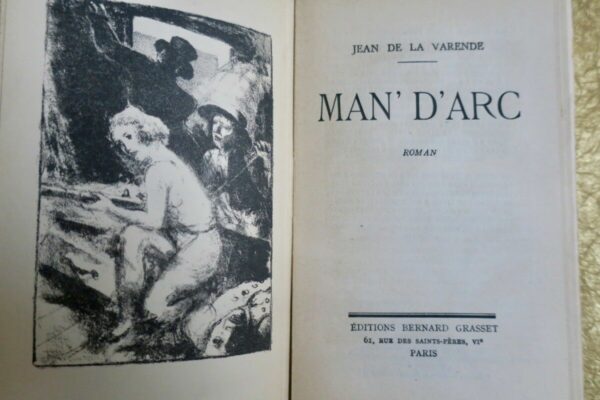 JEAN DE LA VARENDE
MAN' D'ARC
ROMAN
ÉDITIONS BERNARD GRASSET
61, RUE DES SAINTS-PÈRES, VIᵉ
PARIS